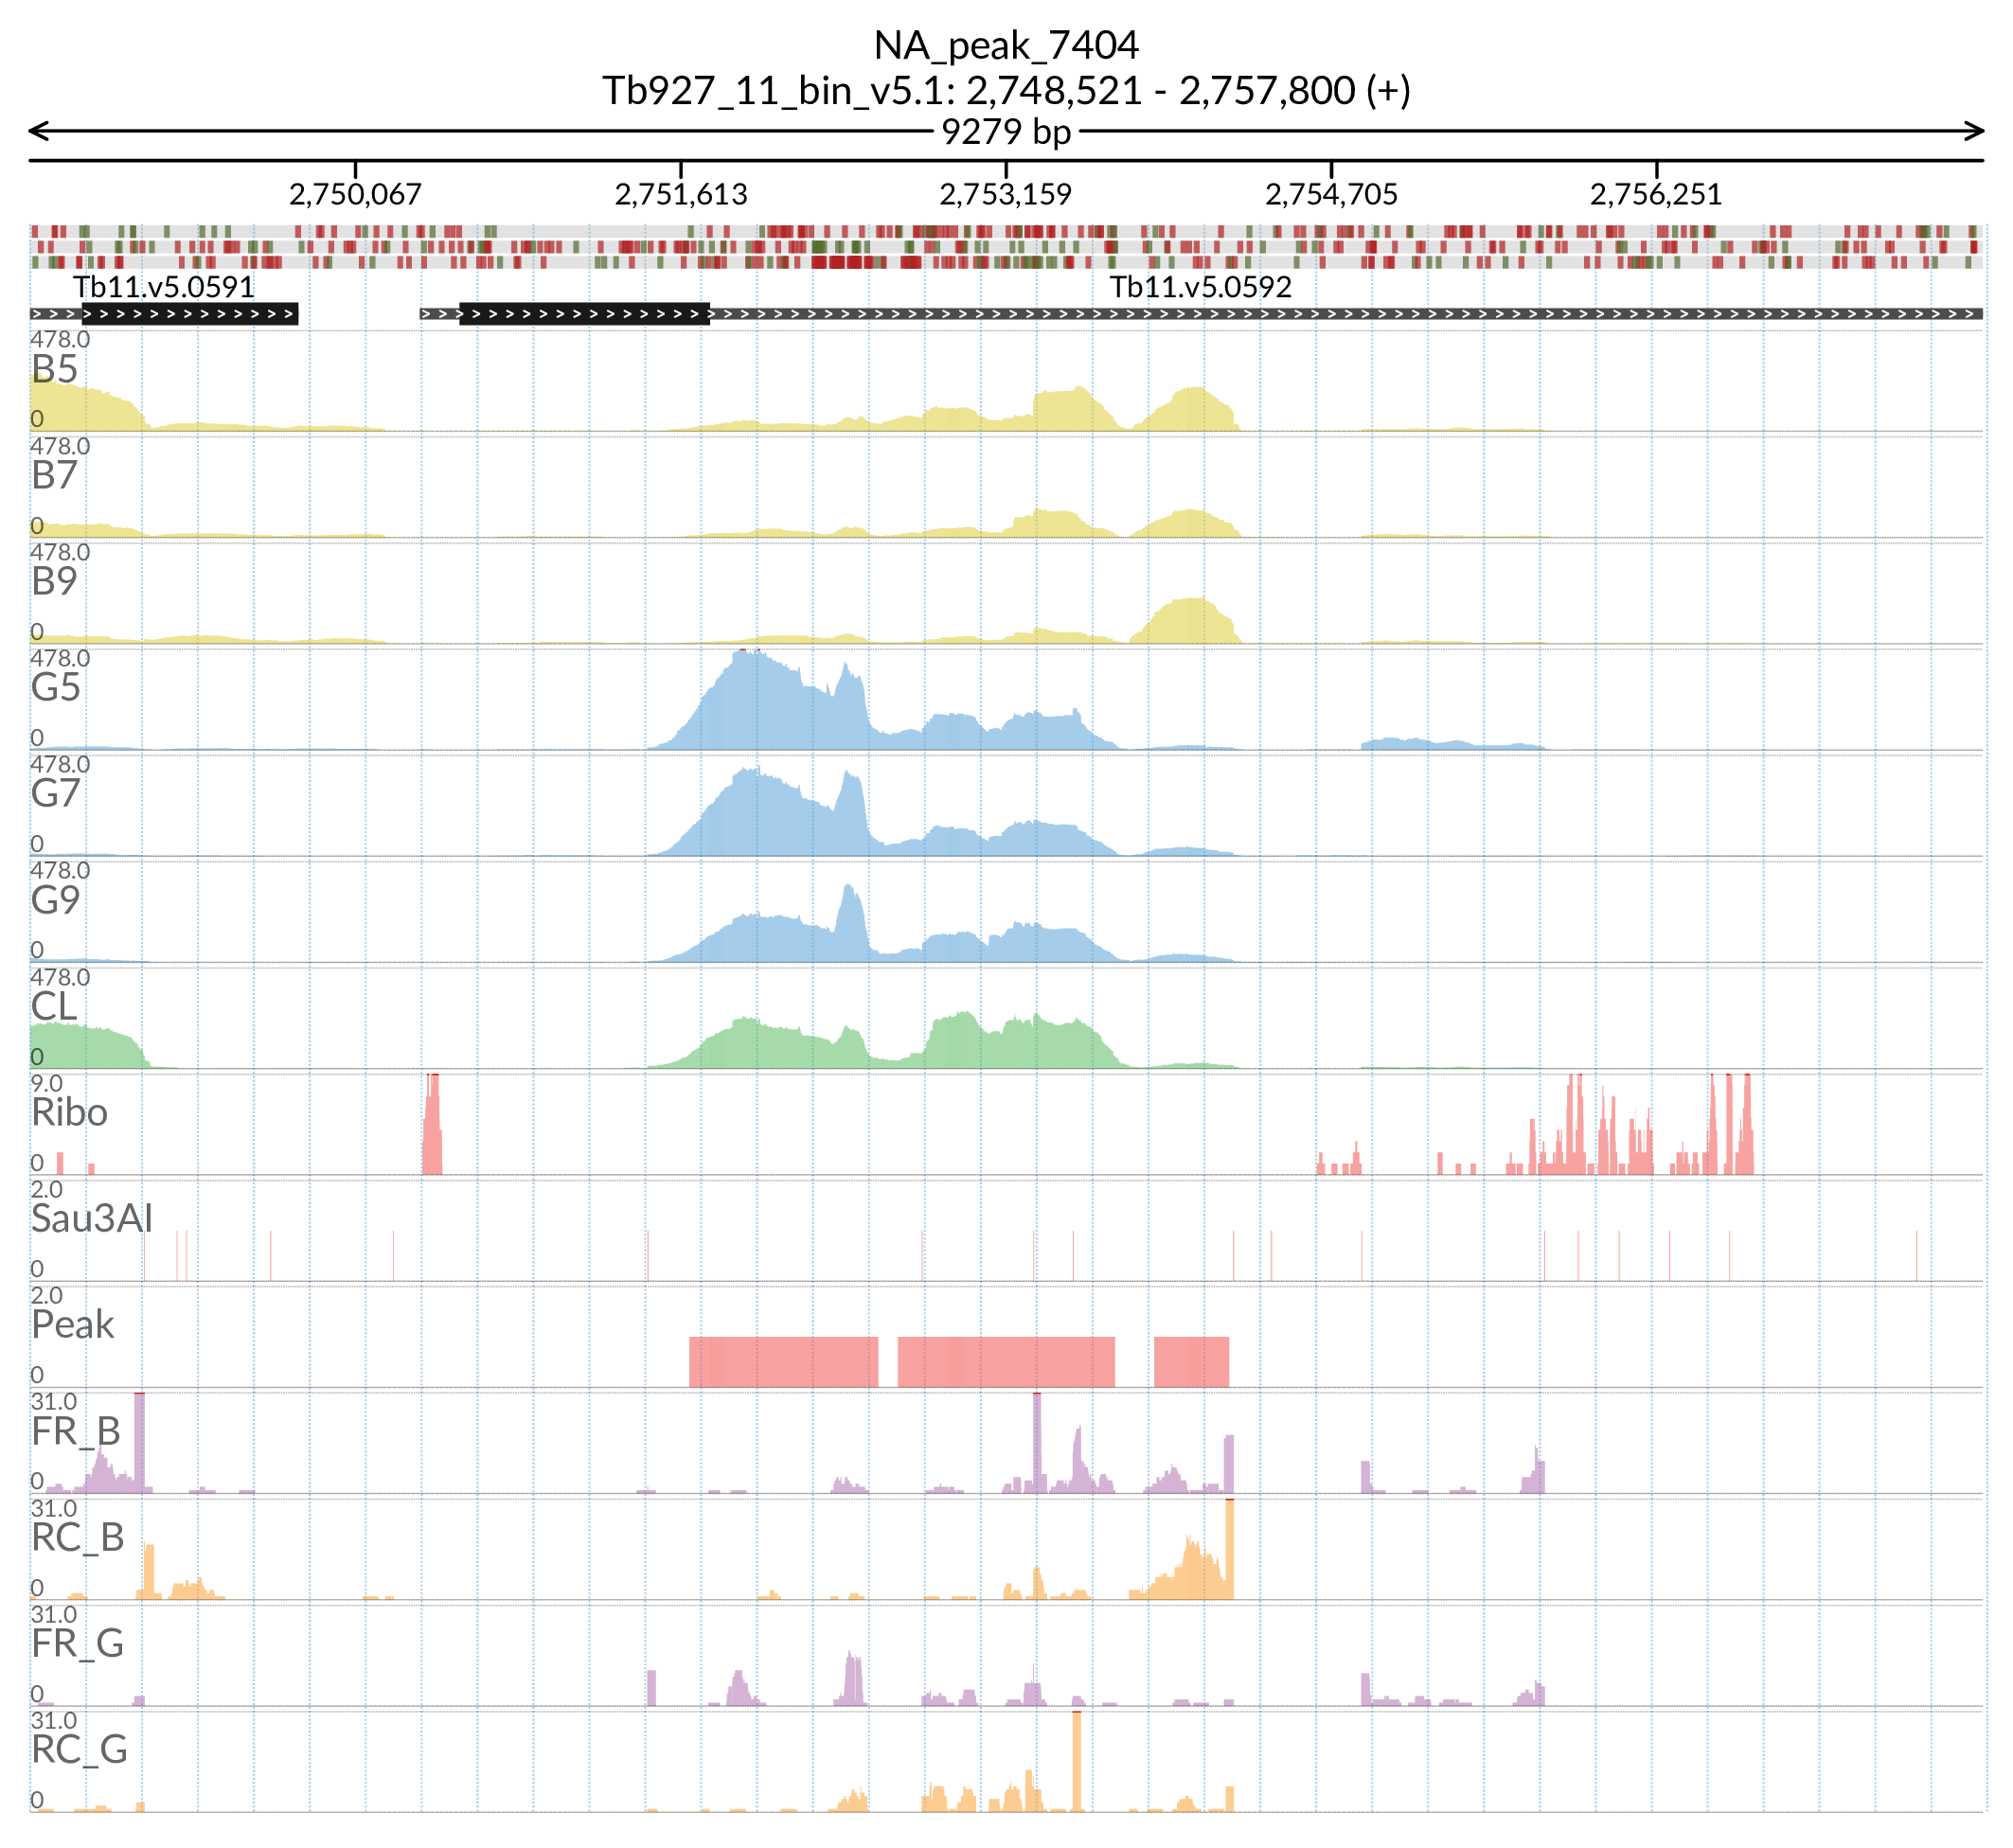 NA_peak_7404
Tb927_11_bin_v5.1: 2,748,521 - 2,757,800 (+)
9279 bp
2,750,067 2,751,613 2,753,159 2,754,705 2,756,251
Tb11.v5.0591 Tb11.v5.0592
478.0
B5
0
478.0
B7
0
478.0
B9
0
478.0
G5
0
478.0
G7
0
478.0
G9
0
478.0
CL
0
9.0
Ribo
0
2.0
Sau3AI
0
2.0
Peak
0
31.0
FR_B
0
31.0
RC_B
0
31.0
FR_G
0
31.0
RC_G
0